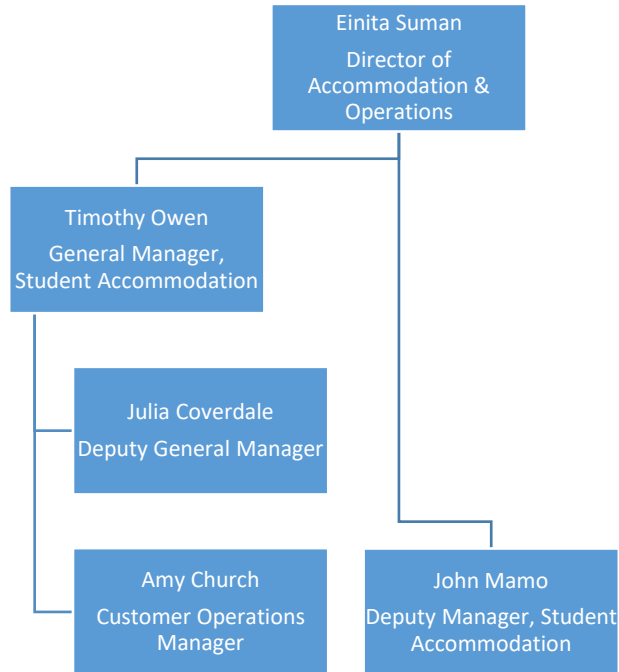 Einita Suman
Director of
Accommodation &
Operations
Timothy Owen
General Manager,
Student Accommodation
Julia Coverdale
Deputy General Manager
Amy Church
Customer Operations
Manager
John Mamo
Deputy Manager, Student
Accommodation